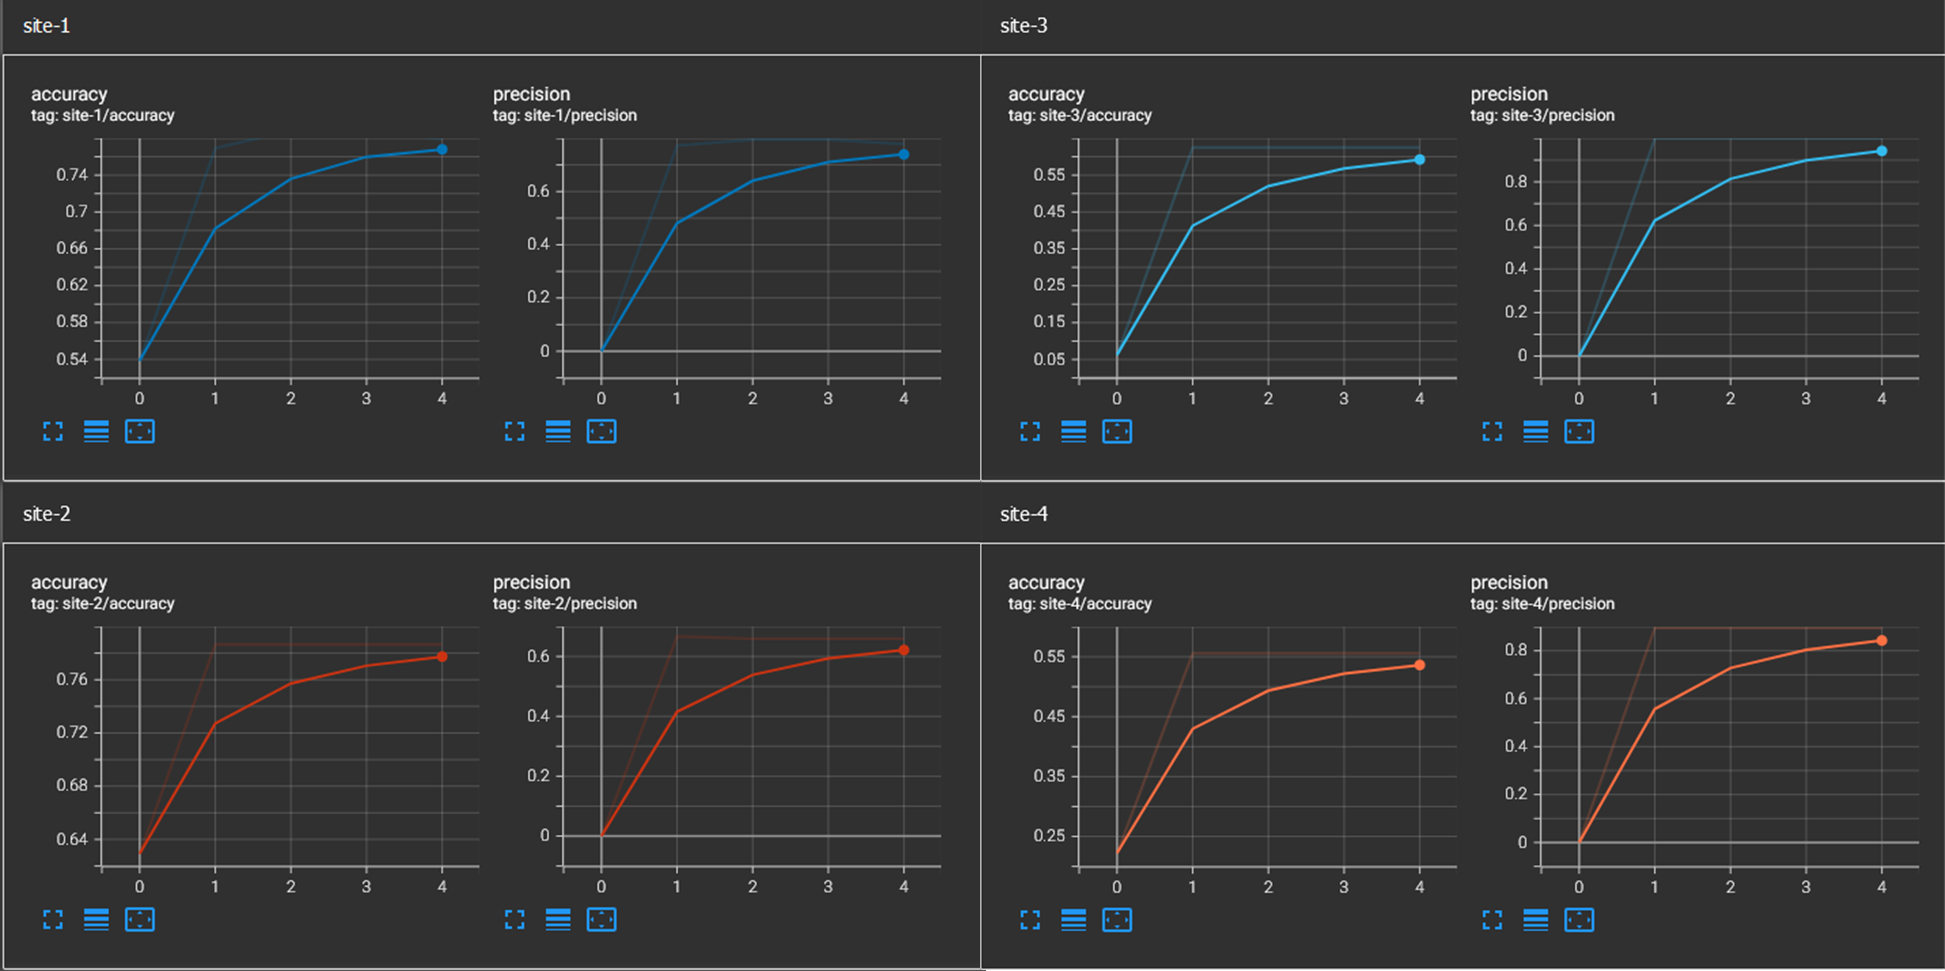 site-1
accuracy
tag: site-1/accuracy
0.74
0.7
0.66
0.62
0.58
0.54
0 1 2 3 4
precision
tag: site-1/precision
0.6
0.4
0.2
0
0 1 2 3 4
site-3
accuracy
tag: site-3/accuracy
0.55
0.45
0.35
0.25
0.15
0.05
0 1 2 3 4
precision
tag: site-3/precision
0.8
0.6
0.4
0.2
0
0 1 2 3 4
site-2
accuracy
tag: site-2/accuracy
0.76
0.72
0.68
0.64
0 1 2 3 4
precision
tag: site-2/precision
0.6
0.4
0.2
0
0 1 2 3 4
site-4
accuracy
tag: site-4/accuracy
0.55
0.45
0.35
0.25
0 1 2 3 4
precision
tag: site-4/precision
0.8
0.6
0.4
0.2
0
0 1 2 3 4